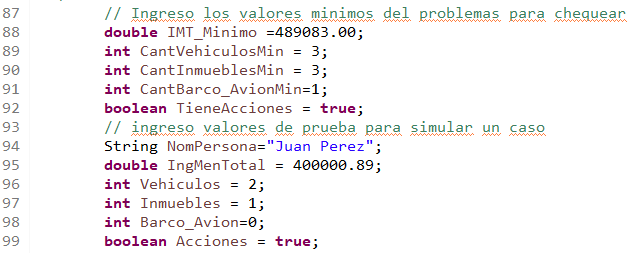 87 // Ingreso los valores minimos del problemas para chequear
88 double IMT_Minimo =489083.00;
89 int CantVehiculosMin = 3;
90 int CantInmueblesMin = 3;
91 int CantBarco_AvionMin=1;
92 boolean TieneAcciones = true;
93 // ingreso valores de prueba para simular un caso
94 String NomPersona="Juan Perez";
95 double IngMenTotal = 400000.89;
96 int Vehiculos = 2;
97 int Inmuebles = 1;
98 int Barco_Avion=0;
99 boolean Acciones = true;